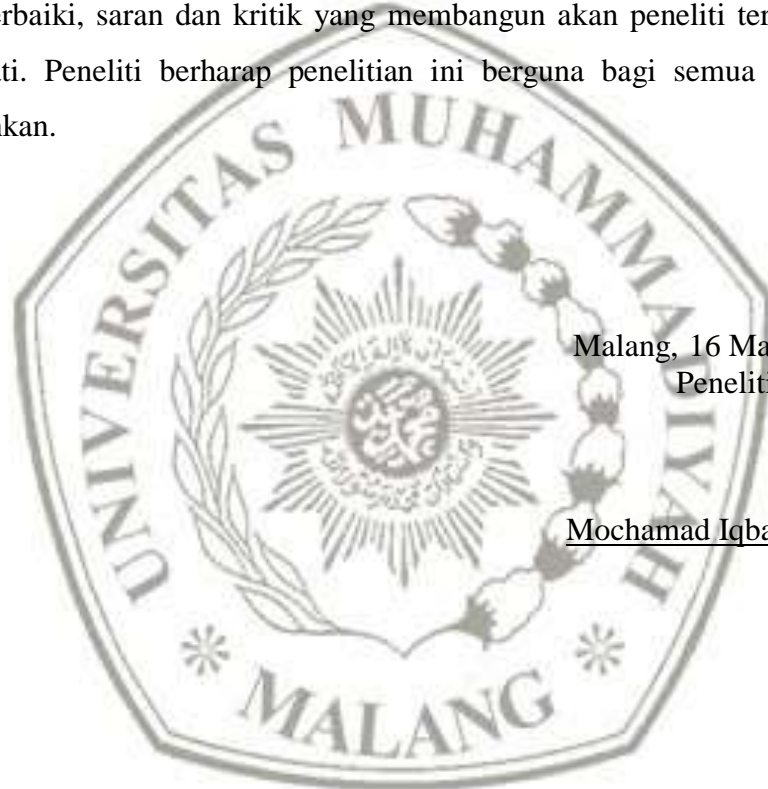 erbaiki, saran dan kritik yang membangun akan peneliti ter
ti. Peneliti berharap penelitian ini berguna bagi semua
kan.
UNIVERSITAS MUHAMMADIYAH
Malang, 16 Ma
Peneliti
Mochamad Iqba
MALANG